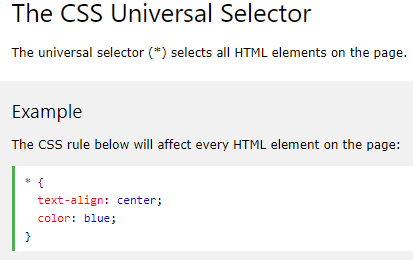 The CSS Universal Selector
The universal selector (*) selects all HTML elements on the page.
Example
The CSS rule below will affect every HTML element on the page:
* {
  text-align: center;
  color: blue;
}